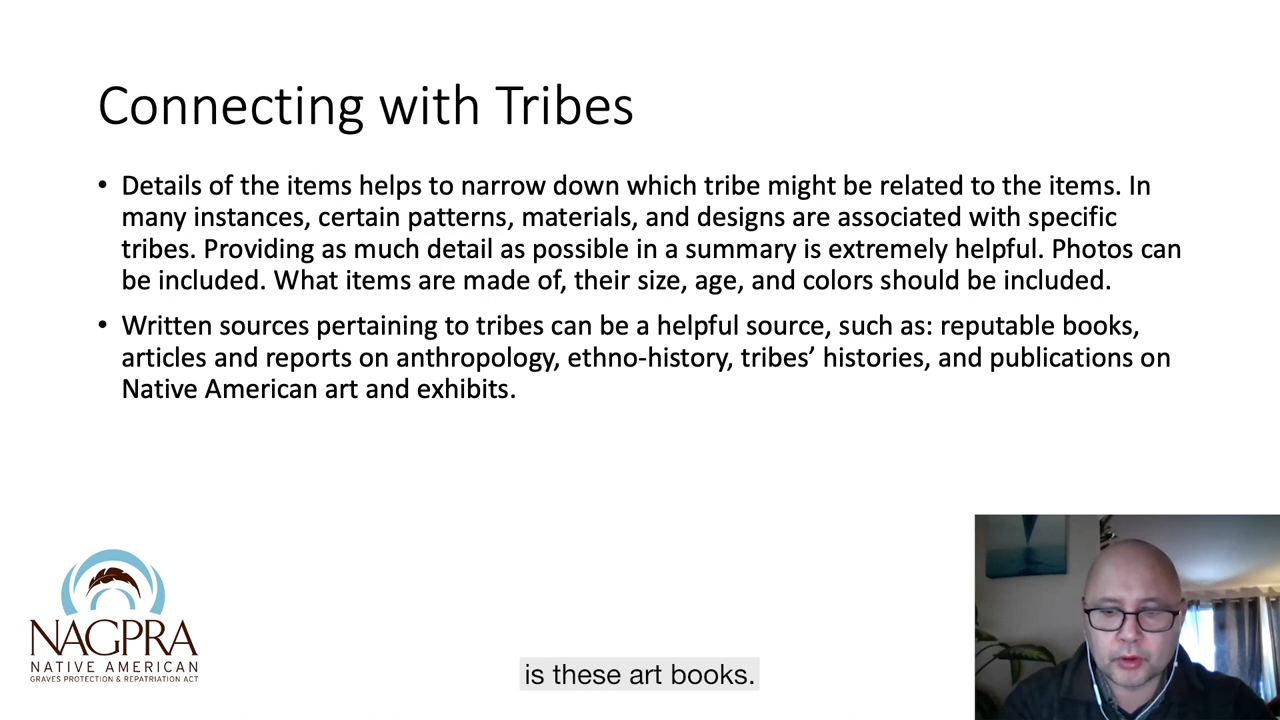 Connecting with Tribes
• Details of the items helps to narrow down which tribe might be related to the items. In
many instances, certain patterns, materials, and designs are associated with specific
tribes. Providing as much detail as possible in a summary is extremely helpful. Photos can
be included. What items are made of, their size, age, and colors should be included.
• Written sources pertaining to tribes can be a helpful source, such as: reputable books,
articles and reports on anthropology, ethno-history, tribes’ histories, and publications on
Native American art and exhibits.
NAGPRA
NATIVE AMERICAN
GRAVES PROTECTION & REPATRIATION ACT
is these art books.